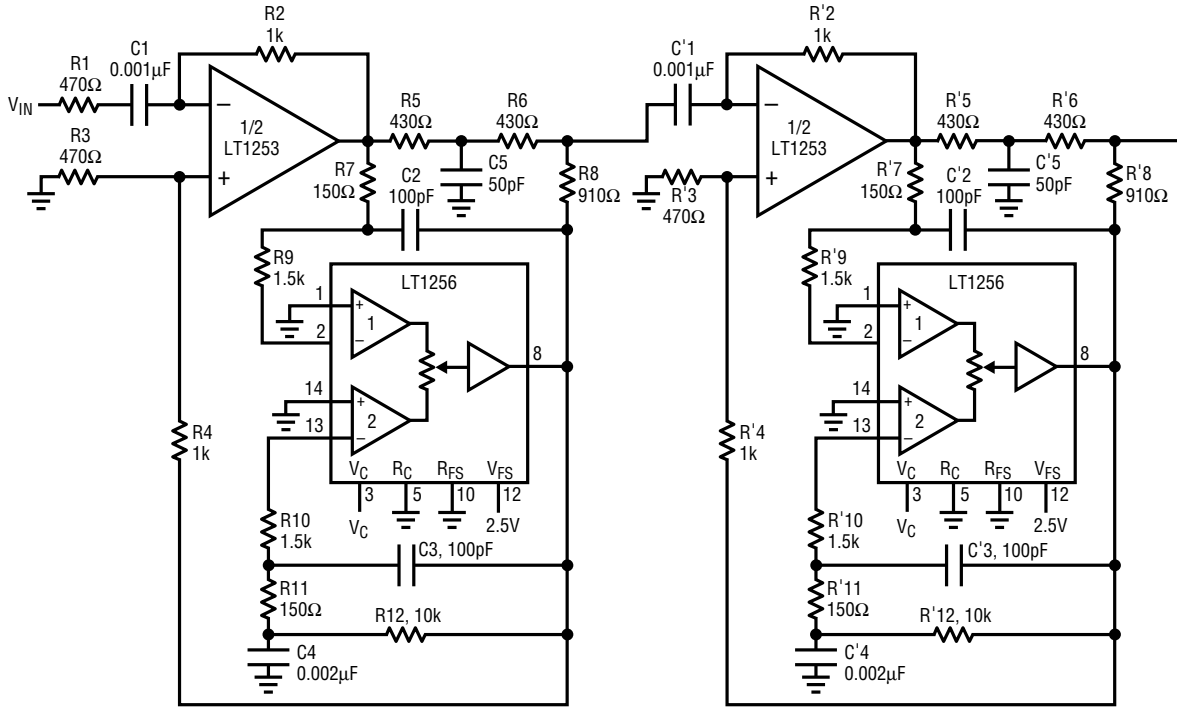 V_IN
R1
470Ω
C1
0.001µF
R2
1k
R3
470Ω
−
+
1/2
LT1253
R5
430Ω
R6
430Ω
R7
150Ω
C2
100pF
C5
50pF
R8
910Ω
R9
1.5k
LT1256
1
2
+
1
−
8
14
13
+
2
−
R4
1k
V_C
R_C
R_FS
V_FS
3
5
10
12
V_C
2.5V
R10
1.5k
C3, 100pF
R11
150Ω
R12, 10k
C4
0.002µF
C'1
0.001µF
R'2
1k
R'3
470Ω
−
+
1/2
LT1253
R'5
430Ω
R'6
430Ω
R'7
150Ω
C'2
100pF
C'5
50pF
R'8
910Ω
R'9
1.5k
LT1256
1
2
+
1
−
8
14
13
+
2
−
R'4
1k
V_C
R_C
R_FS
V_FS
3
5
10
12
V_C
2.5V
R'10
1.5k
C'3, 100pF
R'11
150Ω
R'12, 10k
C'4
0.002µF